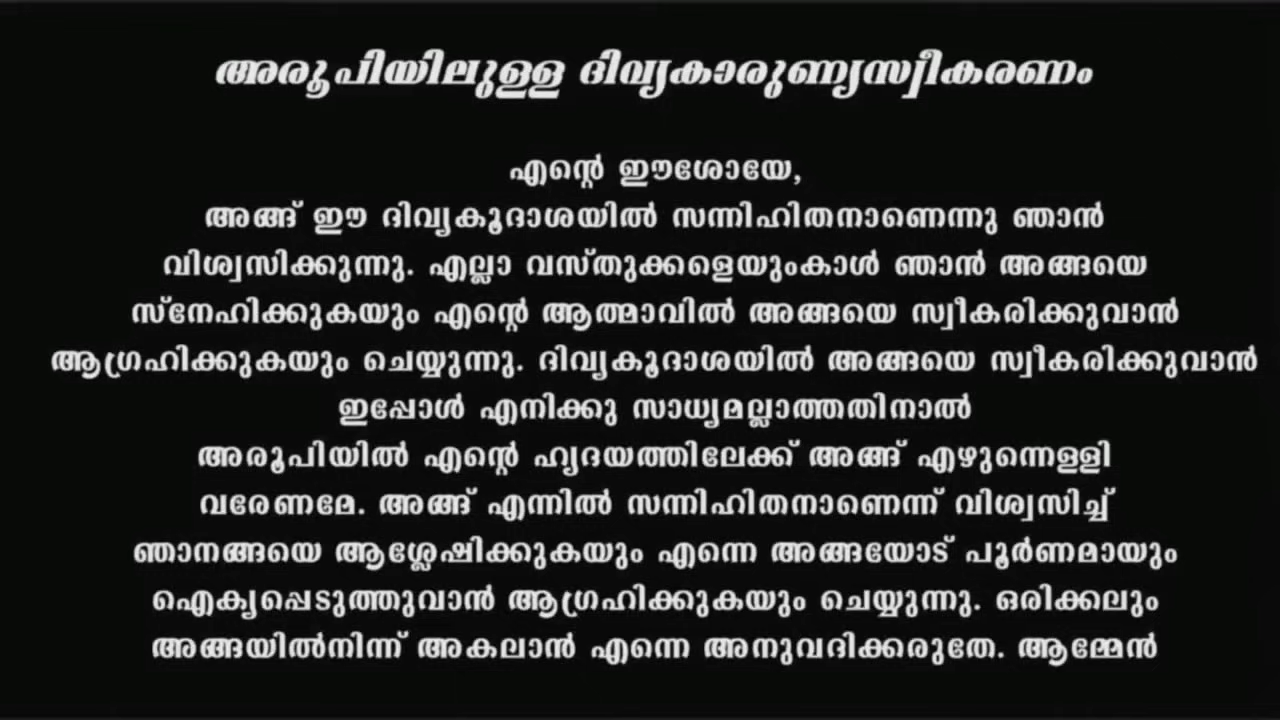 അരൂപിയിലുള്ള ദിവ്യകാരുണ്യസ്വീകരണം
എന്റെ ഈശോയേ,
അങ്ങ് ഈ ദിവ്യകൂദാശയിൽ സന്നിഹിതനാണെന്നു ഞാൻ
വിശ്വസിക്കുന്നു. എല്ലാ വസ്തുക്കളെയുംകാൾ ഞാൻ അങ്ങയെ
സ്നേഹിക്കുകയും എന്റെ ആത്മാവിൽ അങ്ങയെ സ്വീകരിക്കുവാൻ
ആഗ്രഹിക്കുകയും ചെയ്യുന്നു. ദിവ്യകൂദാശയിൽ അങ്ങയെ സ്വീകരിക്കുവാൻ
ഇപ്പോൾ എനിക്കു സാധ്യമല്ലാത്തതിനാൽ
അരൂപിയിൽ എന്റെ ഹൃദയത്തിലേക്ക് അങ്ങ് എഴുന്നെള്ളി
വരേണമേ. അങ്ങ് എന്നിൽ സന്നിഹിതനാണെന്ന് വിശ്വസിച്ച്
ഞാനങ്ങയെ ആശ്ലേഷിക്കുകയും എന്നെ അങ്ങയോട് പൂർണമായും
ഐക്യപ്പെടുത്തുവാൻ ആഗ്രഹിക്കുകയും ചെയ്യുന്നു. ഒരിക്കലും
അങ്ങയിൽനിന്ന് അകലാൻ എന്നെ അനുവദിക്കരുതേ. ആമ്മേൻ